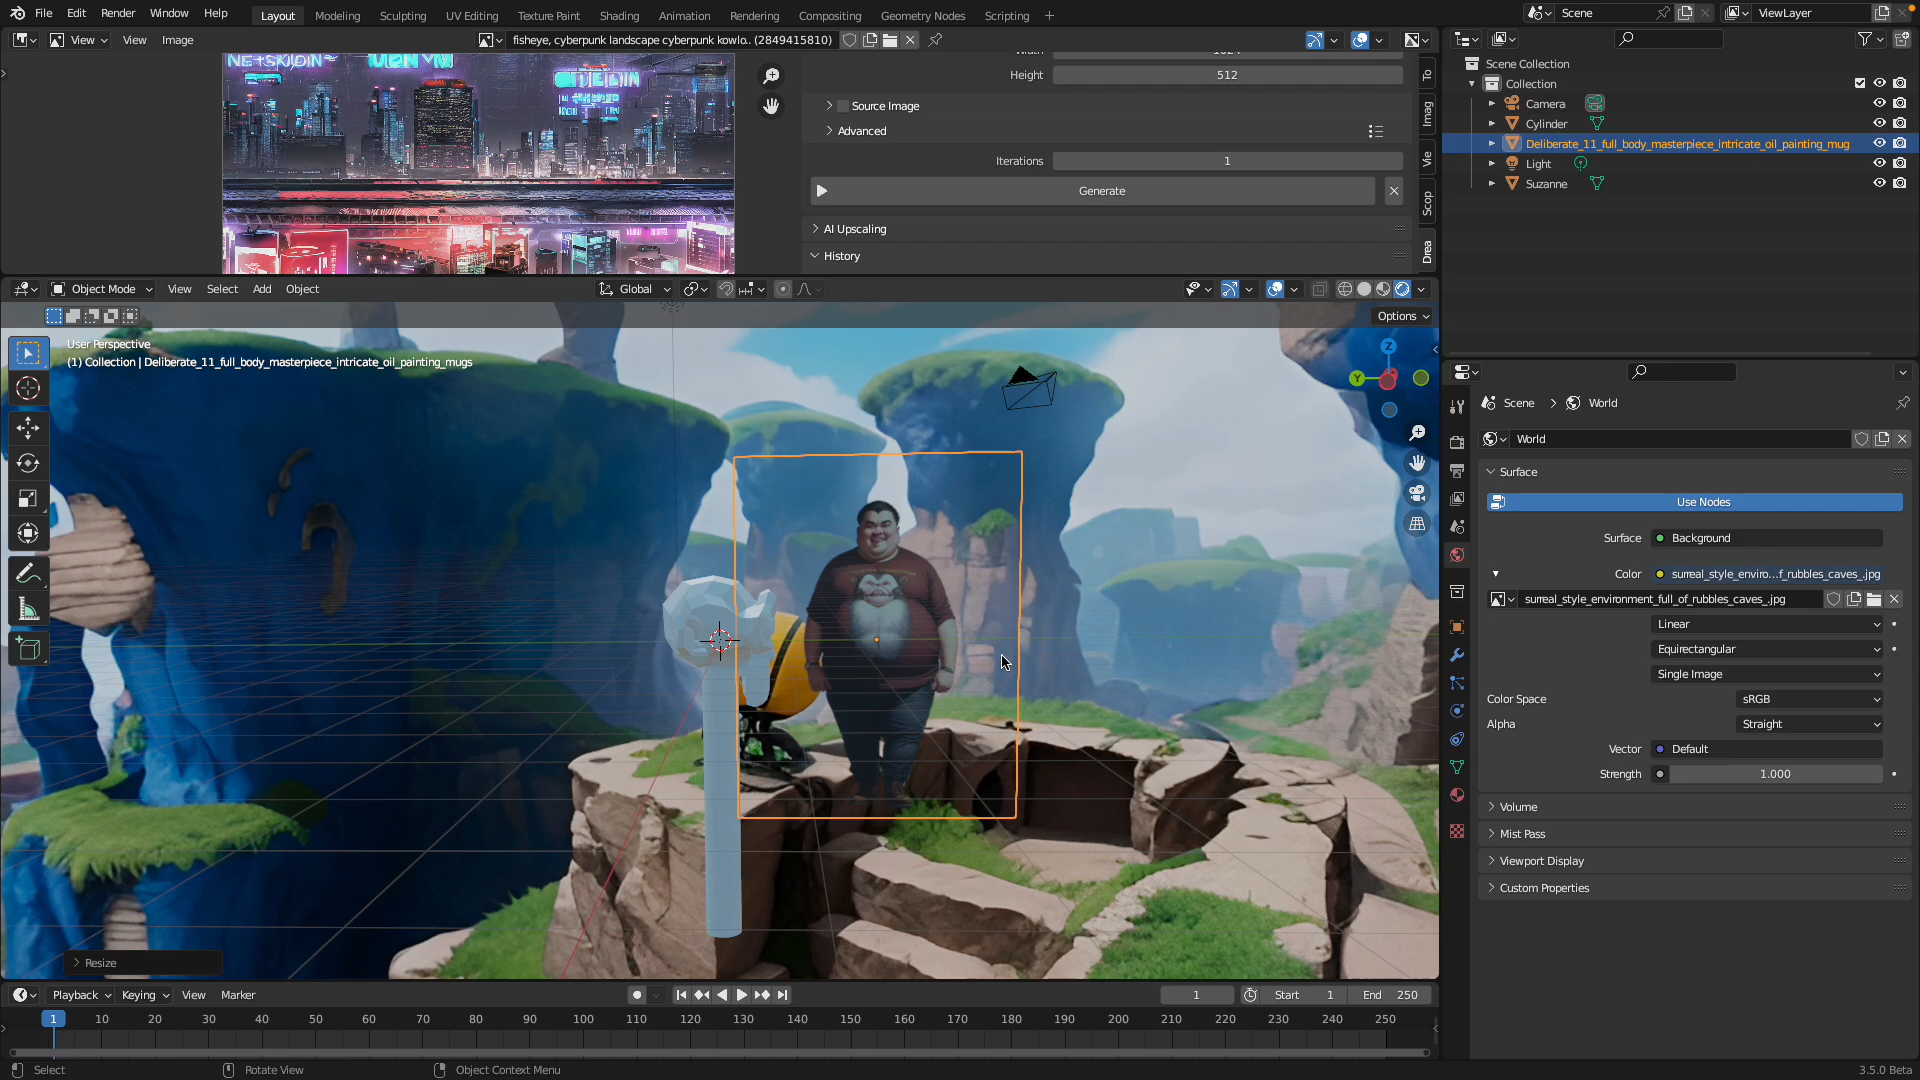 File Edit Render Window Help
Layout Modeling Sculpting UV Editing Texture Paint Shading Animation Rendering Compositing Geometry Nodes Scripting +
Scene
ViewLayer
View View Image
fisheye, cyberpunk landscape cyberpunk kowlo.. (2849415810)
Height 512
Source Image
Advanced
Iterations 1
Generate
AI Upscaling
History
To
Imag
Vie
Scop
Drea
Scene Collection
Collection
Camera
Cylinder
Deliberate_11_full_body_masterpiece_intricate_oil_painting_mug
Light
Suzanne
Object Mode View Select Add Object
Global
Options
User Perspective
(1) Collection | Deliberate_11_full_body_masterpiece_intricate_oil_painting_mugs
Z
Y
Resize
Scene > World
World
Surface
Use Nodes
Surface Background
Color surreal_style_enviro...f_rubbles_caves_.jpg
surreal_style_environment_full_of_rubbles_caves_.jpg
Linear
Equirectangular
Single Image
Color Space sRGB
Alpha Straight
Vector Default
Strength 1.000
Volume
Mist Pass
Viewport Display
Custom Properties
Playback Keying View Marker
1
Start 1
End 250
1 10 20 30 40 50 60 70 80 90 100 110 120 130 140 150 160 170 180 190 200 210 220 230 240 250
Select
Rotate View
Object Context Menu
3.5.0 Beta